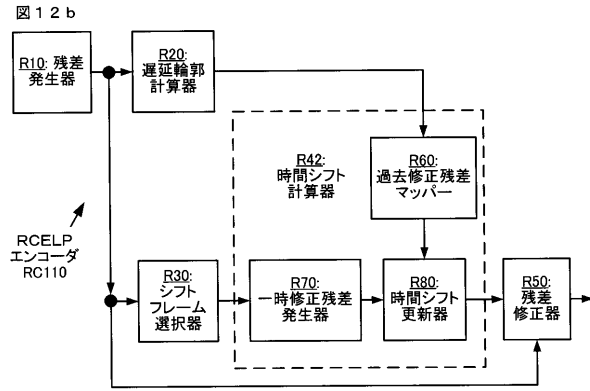 図12b
R10: 残差
発生器
R20:
遅延輪郭
計算器
R42:
時間シフト
計算器
R60:
過去修正残差
マッパー
RCELP
エンコーダ
RC110
R30:
シフト
フレーム
選択器
R70:
一時修正残差
発生器
R80:
時間シフト
更新器
R50:
残差
修正器